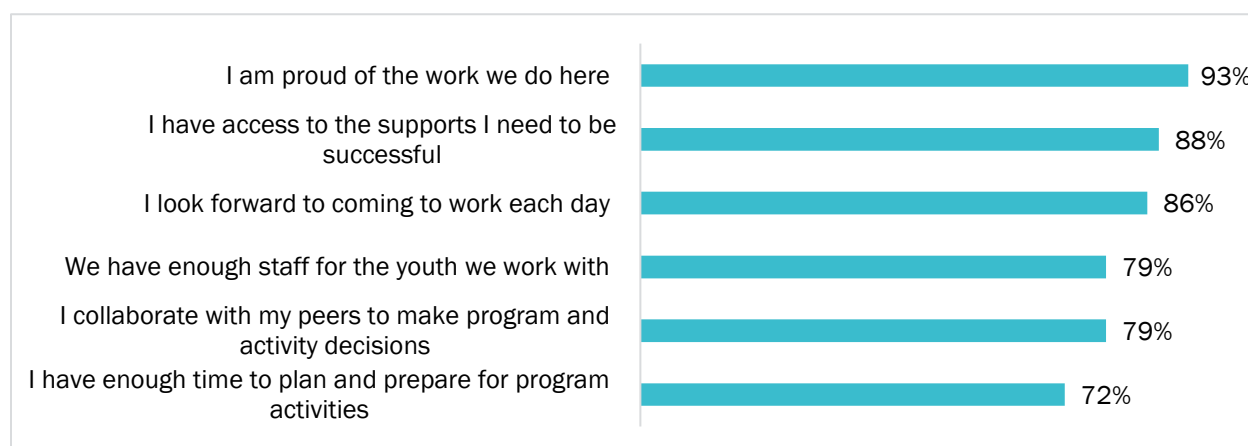 I am proud of the work we do here
93%
I have access to the supports I need to be
successful
88%
I look forward to coming to work each day
86%
We have enough staff for the youth we work with
79%
I collaborate with my peers to make program and
activity decisions
79%
I have enough time to plan and prepare for program
activities
72%